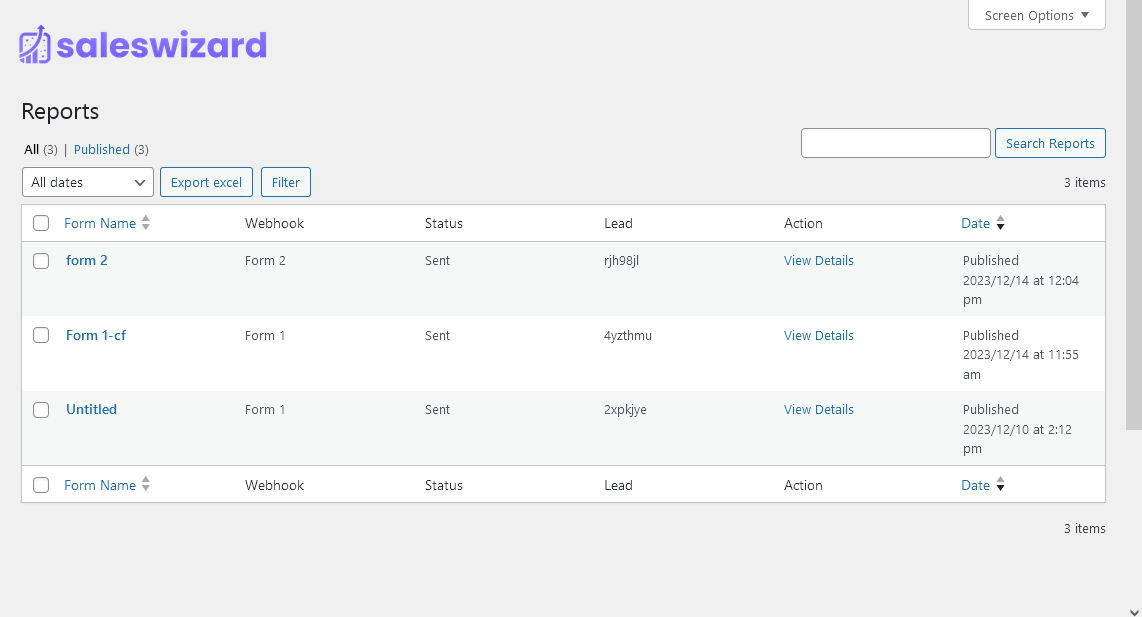 Screen Options ▼
saleswizard
Reports
All (3) | Published (3)
Search Reports
All dates Export excel Filter 3 items
Form Name Webhook Status Lead Action Date
form 2 Form 2 Sent rjh98jl View Details Published
2023/12/14 at 12:04
pm
Form 1-cf Form 1 Sent 4yzthmu View Details Published
2023/12/14 at 11:55
am
Untitled Form 1 Sent 2xpkjye View Details Published
2023/12/10 at 2:12
pm
Form Name Webhook Status Lead Action Date
3 items